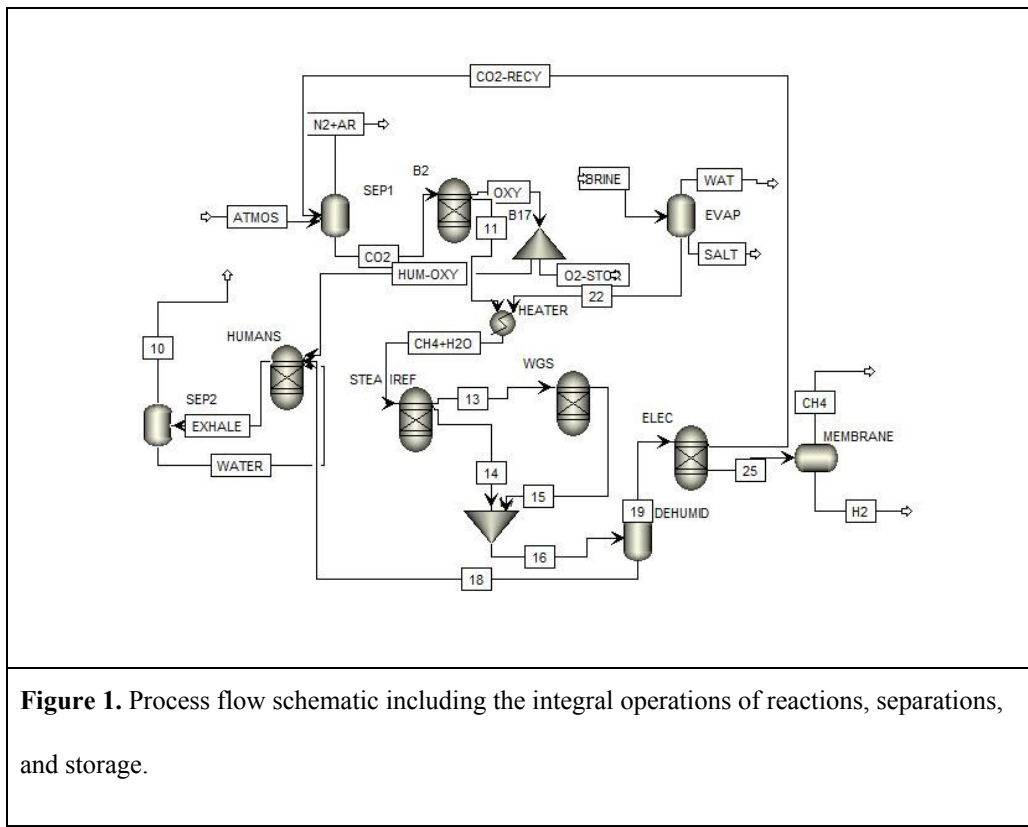 CO2-RECY
N2+AR
B2
SEP1
OXY
BRINE
WAT
ATMOS
11
B17
EVAP
CO2
SALT
HUM-OXY
O2-STOR
22
HEATER
HUMANS
CH4+H2O
10
WGS
STEA
REF
13
CH4
SEP2
ELEC
EXHALE
MEMBRANE
WATER
14
25
15
19
DEHUMID
H2
16
18
Figure 1. Process flow schematic including the integral operations of reactions, separations,
and storage.